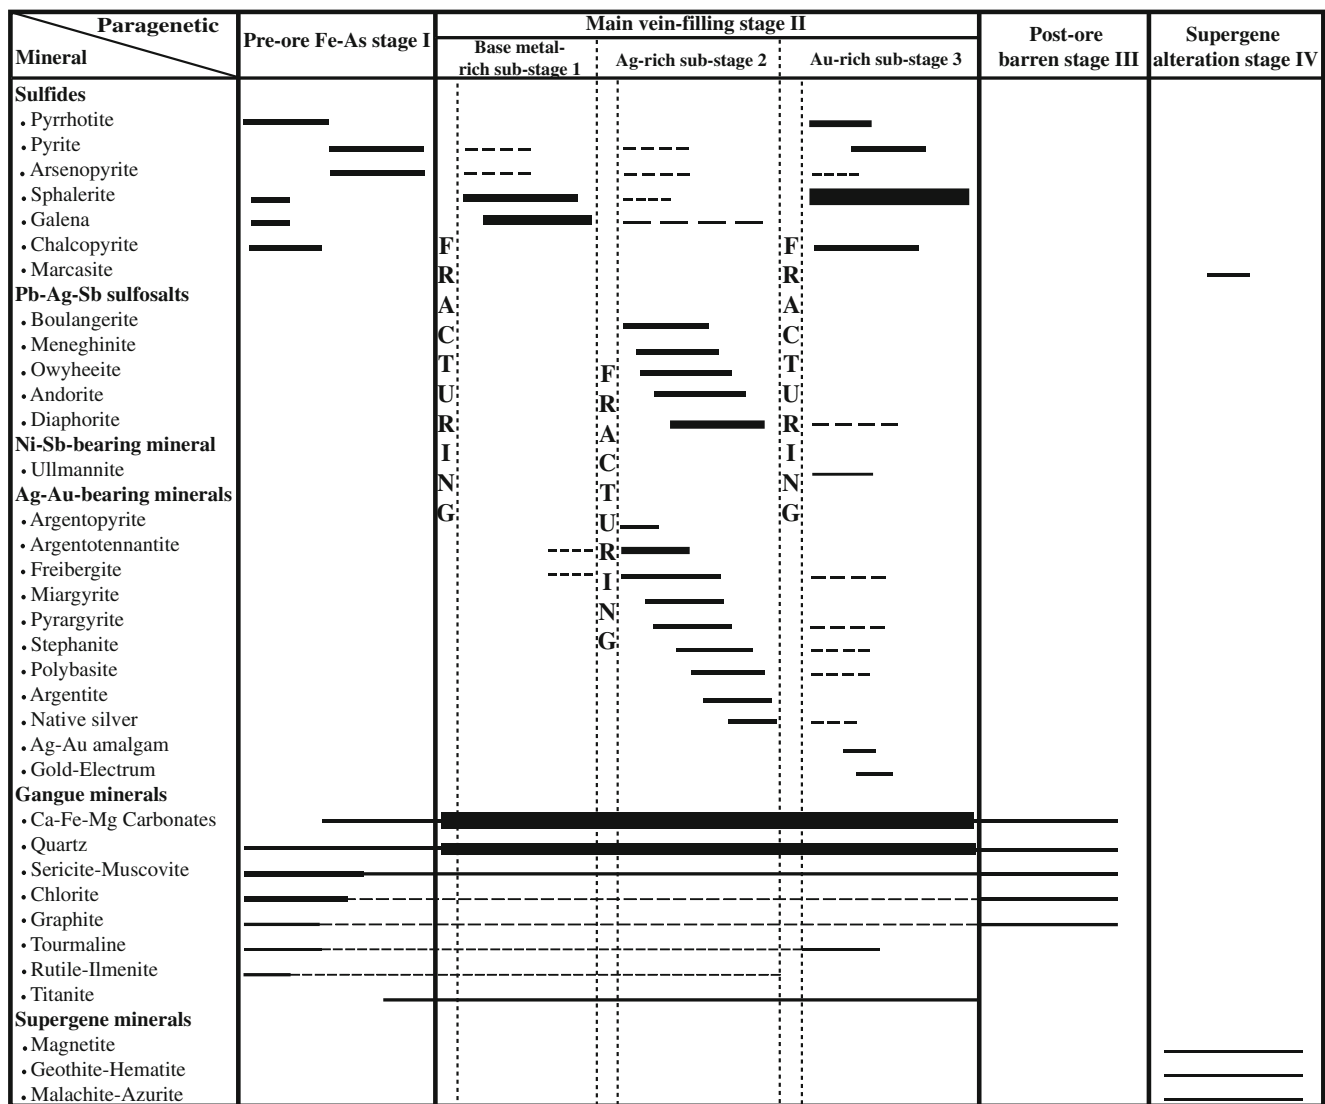 Paragenetic
Mineral
Pre-ore Fe-As stage I
Main vein-filling stage II
Base metal-
rich sub-stage 1
Ag-rich sub-stage 2
Au-rich sub-stage 3
Post-ore
barren stage III
Supergene
alteration stage IV
Sulfides
• Pyrrhotite
• Pyrite
• Arsenopyrite
• Sphalerite
• Galena
• Chalcopyrite
• Marcasite
Pb-Ag-Sb sulfosalts
• Boulangerite
• Meneghinite
• Owyheeite
• Andorite
• Diaphorite
Ni-Sb-bearing mineral
• Ullmannite
Ag-Au-bearing minerals
• Argentopyrite
• Argentotennantite
• Freibergite
• Miargyrite
• Pyrargyrite
• Stephanite
• Polybasite
• Argentite
• Native silver
• Ag-Au amalgam
• Gold-Electrum
Gangue minerals
• Ca-Fe-Mg Carbonates
• Quartz
• Sericite-Muscovite
• Chlorite
• Graphite
• Tourmaline
• Rutile-Ilmenite
• Titanite
Supergene minerals
• Magnetite
• Geothite-Hematite
• Malachite-Azurite
FRACTURING
FRACTURING
FRACTURING